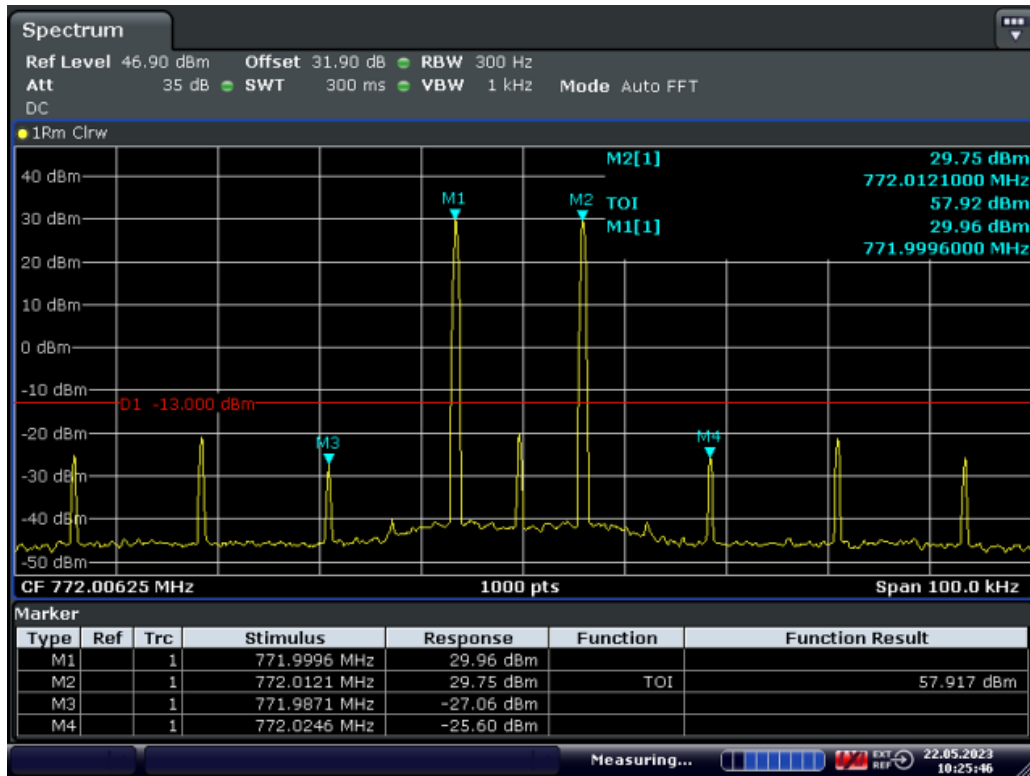 Spectrum
Ref Level 46.90 dBm Offset 31.90 dB RBW 300 Hz
Att 35 dB SWT 300 ms VBW 1 kHz Mode Auto FFT
DC
1Rm Clrw
M2[1] 29.75 dBm
772.0121000 MHz
TOI 57.92 dBm
M1[1] 29.96 dBm
771.9996000 MHz
40 dBm
M1 M2
30 dBm
20 dBm
10 dBm
0 dBm
-10 dBm
D1 -13.000 dBm
-20 dBm
M3 M4
-30 dBm
-40 dBm
-50 dBm
CF 772.00625 MHz 1000 pts Span 100.0 kHz
Marker
Type Ref Trc Stimulus Response Function Function Result
M1 1 771.9996 MHz 29.96 dBm
M2 1 772.0121 MHz 29.75 dBm TOI 57.917 dBm
M3 1 771.9871 MHz -27.06 dBm
M4 1 772.0246 MHz -25.60 dBm
Measuring... EXT REF 22.05.2023
10:25:46